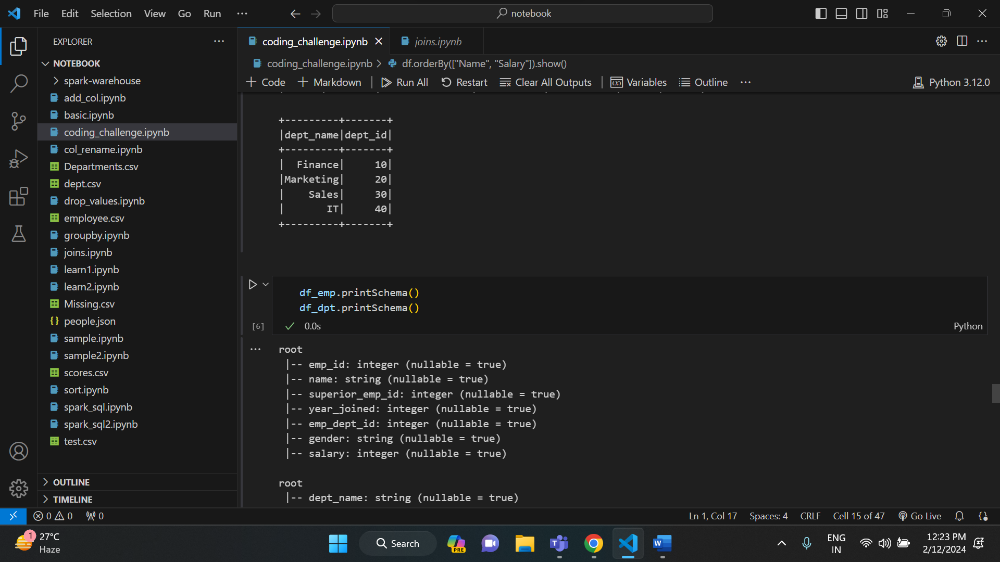 File Edit Selection View Go Run ···
notebook
EXPLORER ···
NOTEBOOK
spark-warehouse
add_col.ipynb
basic.ipynb
coding_challenge.ipynb
col_rename.ipynb
Departments.csv
dept.csv
drop_values.ipynb
employee.csv
groupby.ipynb
joins.ipynb
learn1.ipynb
learn2.ipynb
Missing.csv
people.json
sample.ipynb
sample2.ipynb
scores.csv
sort.ipynb
spark_sql.ipynb
spark_sql2.ipynb
test.csv
OUTLINE
TIMELINE
coding_challenge.ipynb joins.ipynb
coding_challenge.ipynb > df.orderBy(["Name", "Salary"]).show()
+ Code + Markdown | Run All Restart Clear All Outputs | Variables Outline ··· Python 3.12.0
+---------+-------+
|dept_name|dept_id|
+---------+-------+
|  Finance|     10|
|Marketing|     20|
|    Sales|     30|
|       IT|     40|
+---------+-------+
df_emp.printSchema()
df_dpt.printSchema()
[6] 0.0s Python
root
 |-- emp_id: integer (nullable = true)
 |-- name: string (nullable = true)
 |-- superior_emp_id: integer (nullable = true)
 |-- year_joined: integer (nullable = true)
 |-- emp_dept_id: integer (nullable = true)
 |-- gender: string (nullable = true)
 |-- salary: integer (nullable = true)
root
 |-- dept_name: string (nullable = true)
0 0 0 Ln 1, Col 17 Spaces: 4 CRLF Cell 15 of 47 Go Live
1 27°C
Haze
Search
PRE
T
W
ENG
IN
12:23 PM
2/12/2024